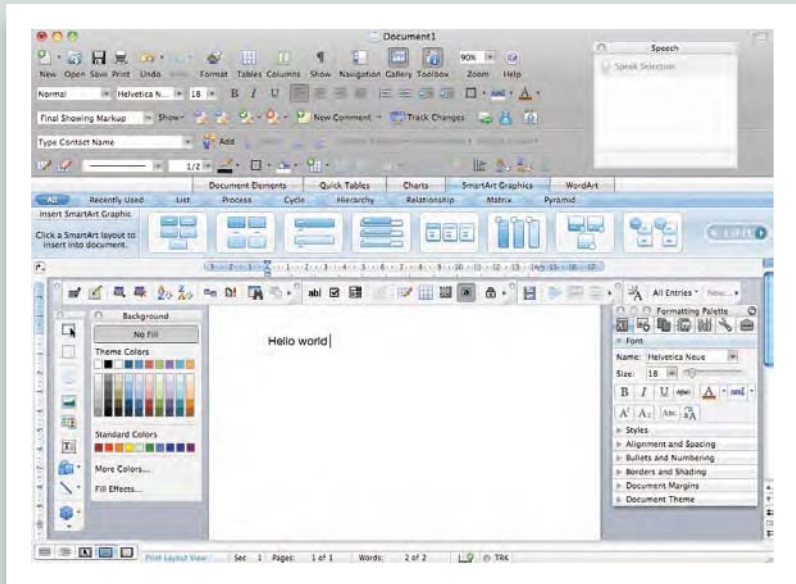 Document1
New Open Save Print Undo Format Tables Columns Show Navigation Gallery Toolbox Zoom Help
90%
Speech
Speak Selection
Normal Helvetica N... 18 B I U
Final Showing Markup Show New Comment Track Changes
Type Contact Name Add
1/2
Document Elements Quick Tables Charts SmartArt Graphics WordArt
All Recently Used List Process Cycle Hierarchy Relationship Matrix Pyramid
Insert SmartArt Graphic
Click a SmartArt layout to
insert into document.
abl
All Entries
Background
No Fill
Theme Colors
Standard Colors
More Colors...
Fill Effects...
Hello world
Formatting Palette
Font
Name: Helvetica Neue
Size: 18
B I U ABC A
A² A₂ Abc
Styles
Alignment and Spacing
Bullets and Numbering
Borders and Shading
Document Margins
Document Theme
Print Layout View Sec 1 Pages: 1 of 1 Words: 2 of 2 TRK